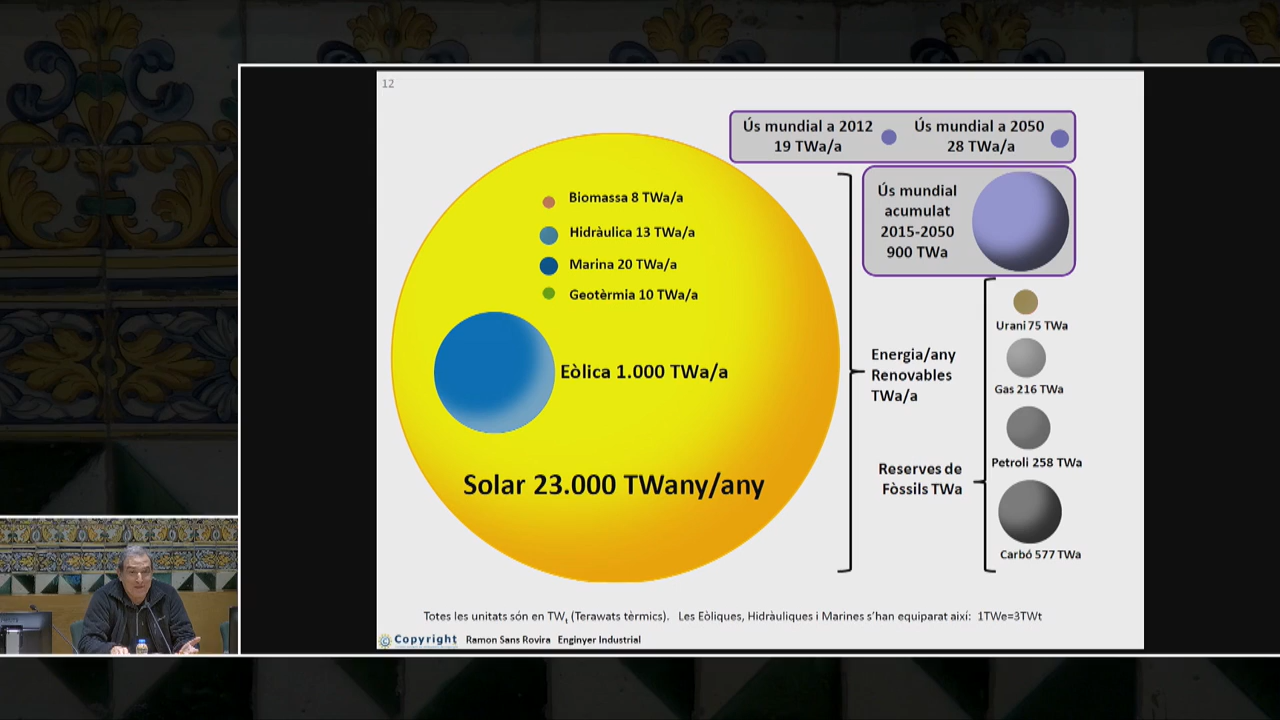 12
Ús mundial a 2012
19 TWa/a
Ús mundial a 2050
28 TWa/a
Ús mundial
acumulat
2015-2050
900 TWa
Biomassa 8 TWa/a
Hidràulica 13 TWa/a
Marina 20 TWa/a
Geotèrmia 10 TWa/a
Eòlica 1.000 TWa/a
Solar 23.000 TWany/any
Energia/any
Renovables
TWa/a
Reserves de
Fòssils TWa
Urani 75 TWa
Gas 216 TWa
Petroli 258 TWa
Carbó 577 TWa
Totes les unitats són en TWt (Terawats tèrmics). Les Eòliques, Hidràuliques i Marines s'han equiparat així: 1TWe=3TWt
Copyright Ramon Sans Rovira Enginyer Industrial